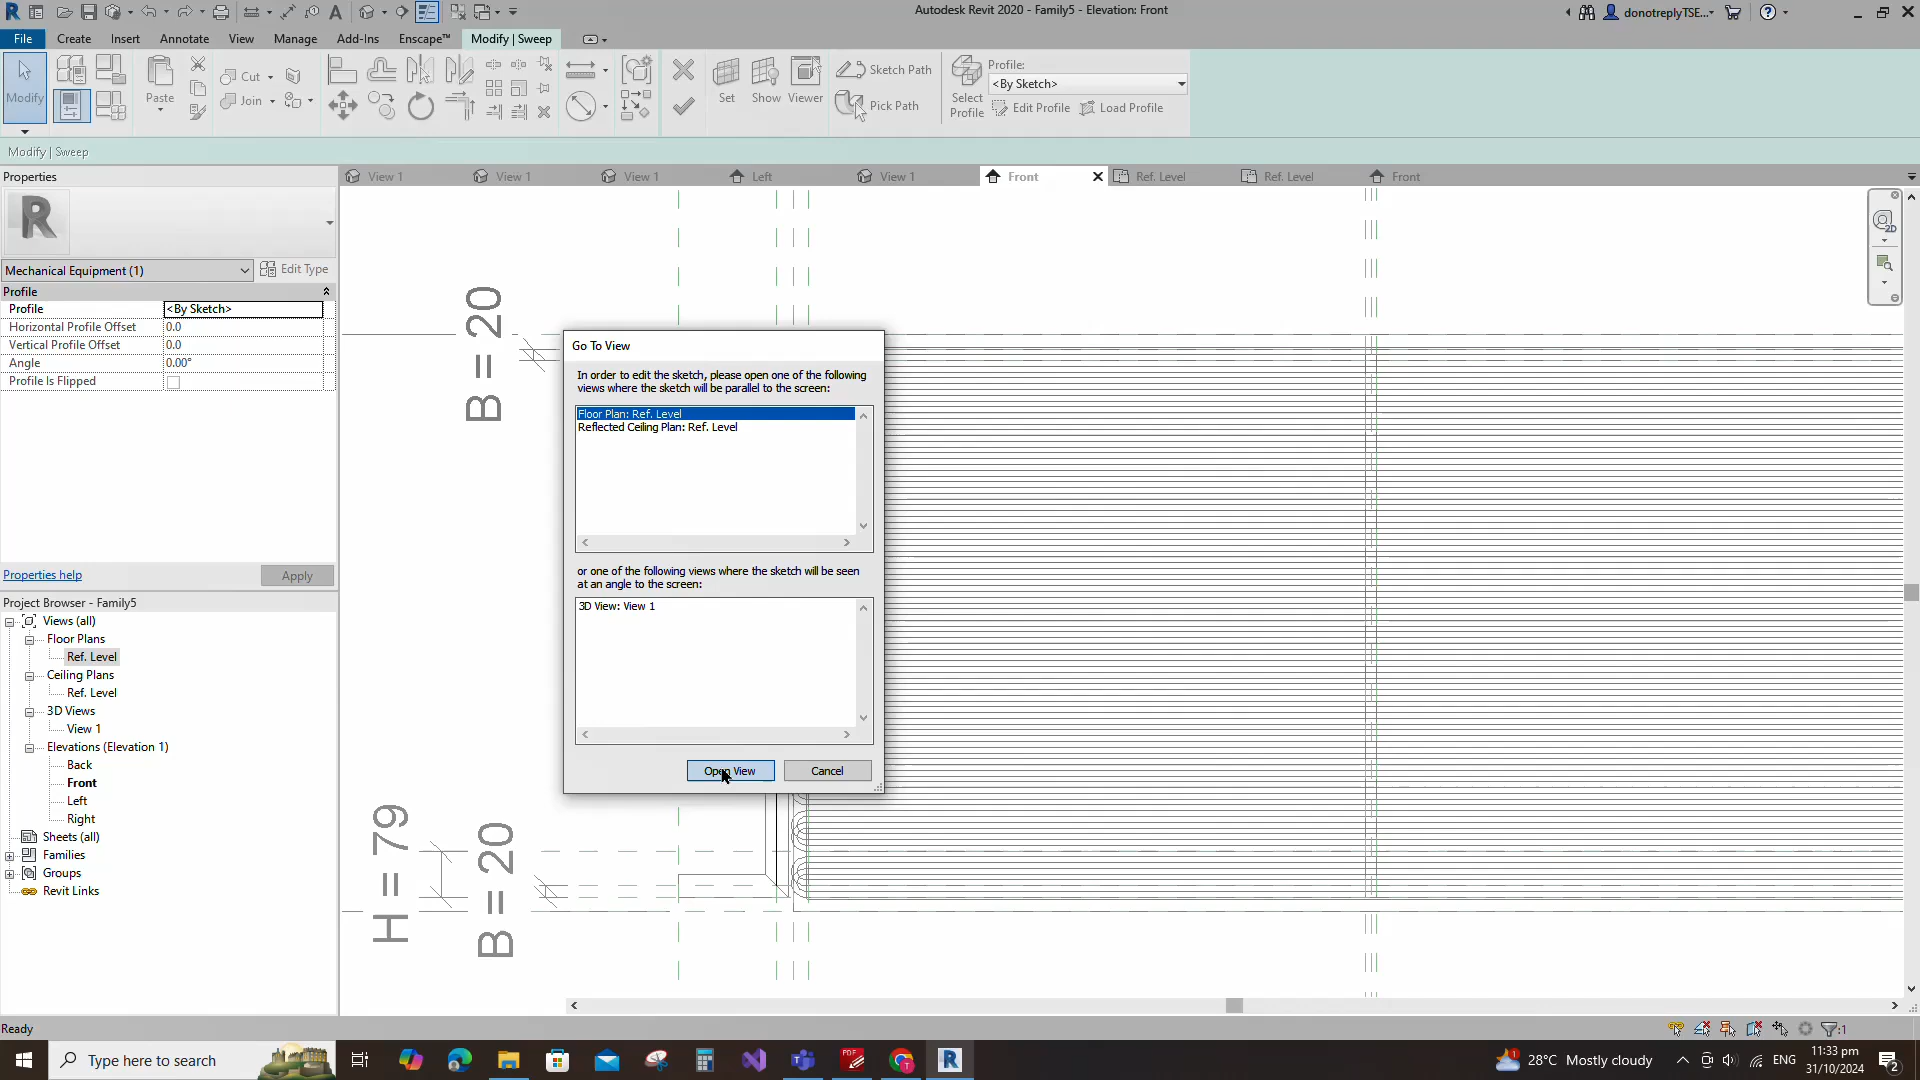 Autodesk Revit 2020 - Family5 - Elevation: Front
donotreplyTSE...
File Create Insert Annotate View Manage Add-Ins Enscape™ Modify | Sweep
Modify Paste Cut Join Set Show Viewer Sketch Path Pick Path Select Profile Profile: <By Sketch> Edit Profile Load Profile
Modify | Sweep
Properties
View 1 View 1 View 1 Left View 1 Front Ref. Level Ref. Level Front
R
Mechanical Equipment (1) Edit Type
Profile
Profile <By Sketch>
Horizontal Profile Offset 0.0
Vertical Profile Offset 0.0
Angle 0.00°
Profile Is Flipped
Properties help Apply
Project Browser - Family5
Views (all)
Floor Plans
Ref. Level
Ceiling Plans
Ref. Level
3D Views
View 1
Elevations (Elevation 1)
Back
Front
Left
Right
Sheets (all)
Families
Groups
Revit Links
B = 20
H = 79
B = 20
Go To View
In order to edit the sketch, please open one of the following
views where the sketch will be parallel to the screen:
Floor Plan: Ref. Level
Reflected Ceiling Plan: Ref. Level
or one of the following views where the sketch will be seen
at an angle to the screen:
3D View: View 1
Open View Cancel
2D
Ready
:1
Type here to search
28°C Mostly cloudy
ENG
11:33 pm
31/10/2024
2